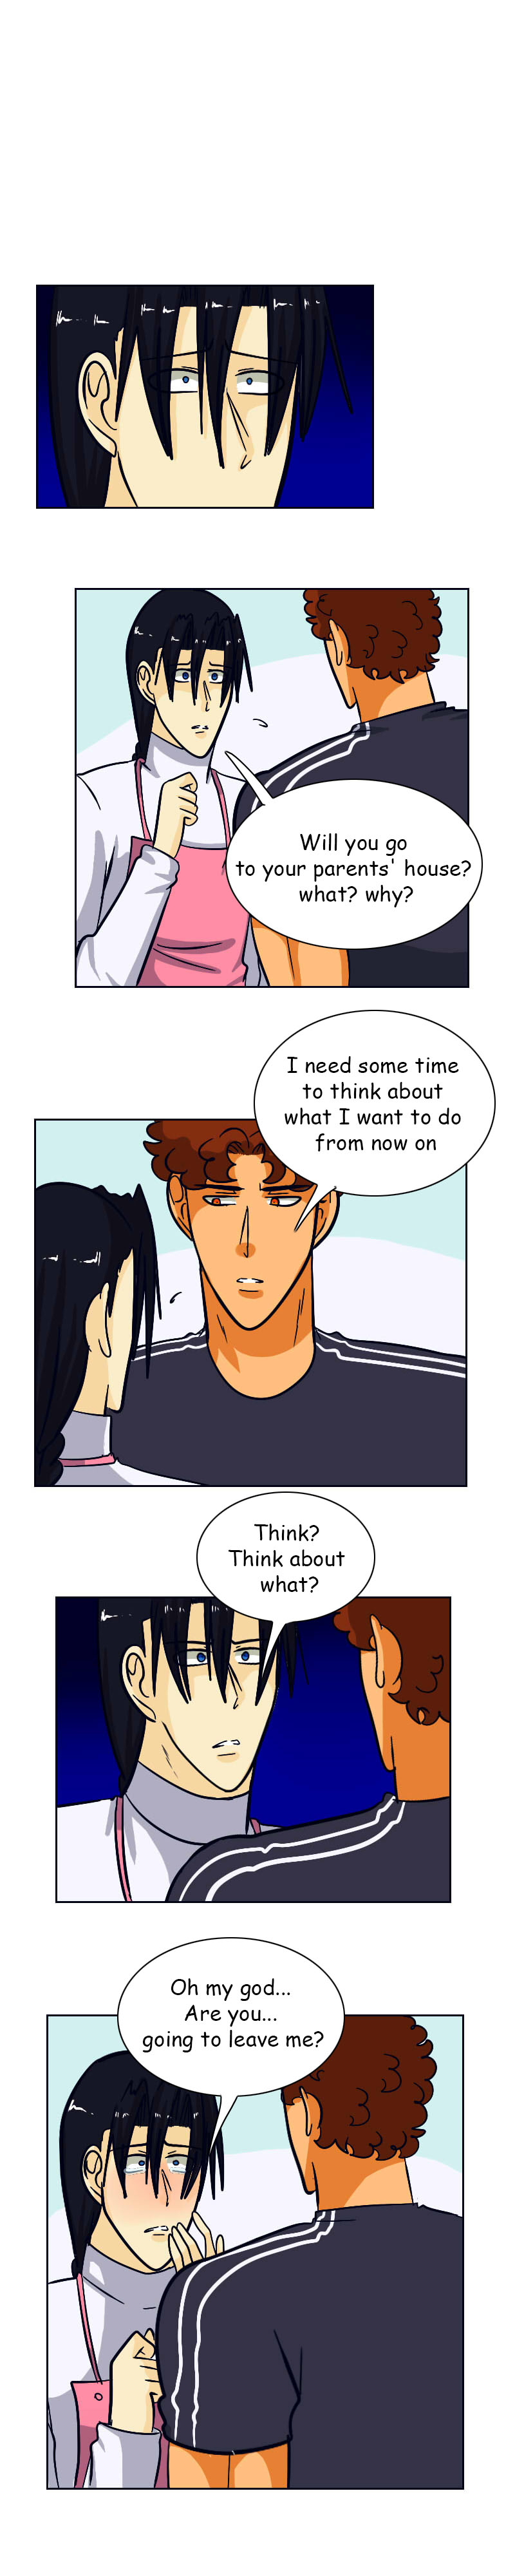 Will you go
to your parents' house?
what? why?
I need some time
to think about
what I want to do
from now on
Think?
Think about
what?
Oh my god...
Are you...
going to leave me?